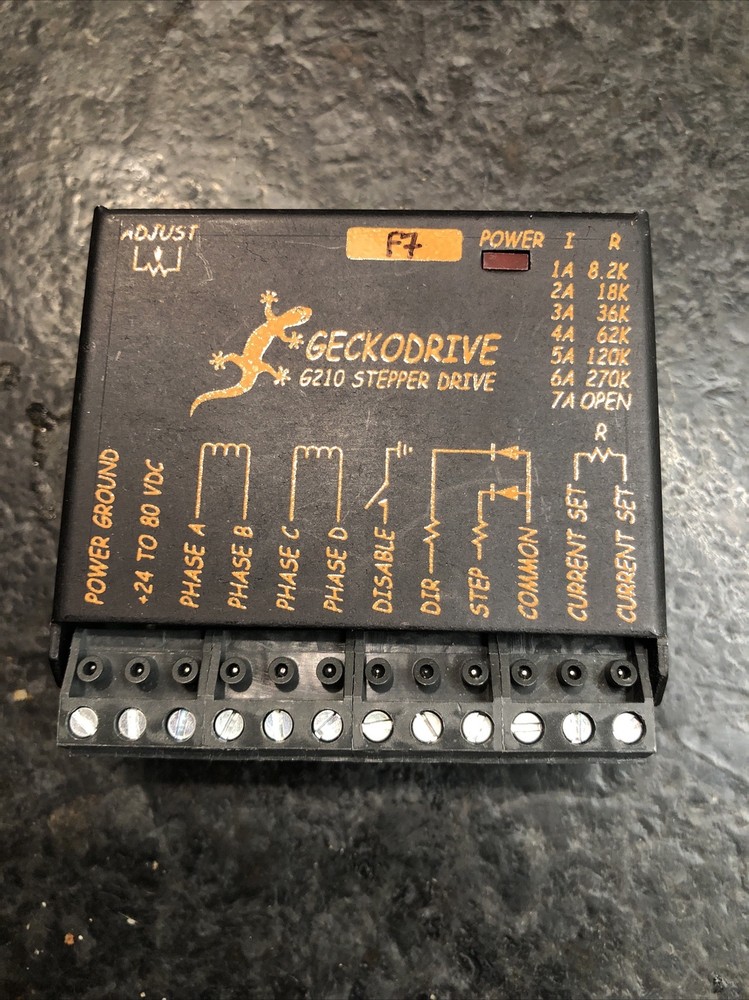 ADJUST
F7
POWER I R
1A 8.2K
2A 18K
3A 36K
4A 62K
5A 120K
6A 270K
7A OPEN
GECKODRIVE
G210 STEPPER DRIVE
R
POWER GROUND
+24 TO 80 VDC
PHASE A
PHASE B
PHASE C
PHASE D
DISABLE
DIR
STEP
COMMON
CURRENT SET
CURRENT SET